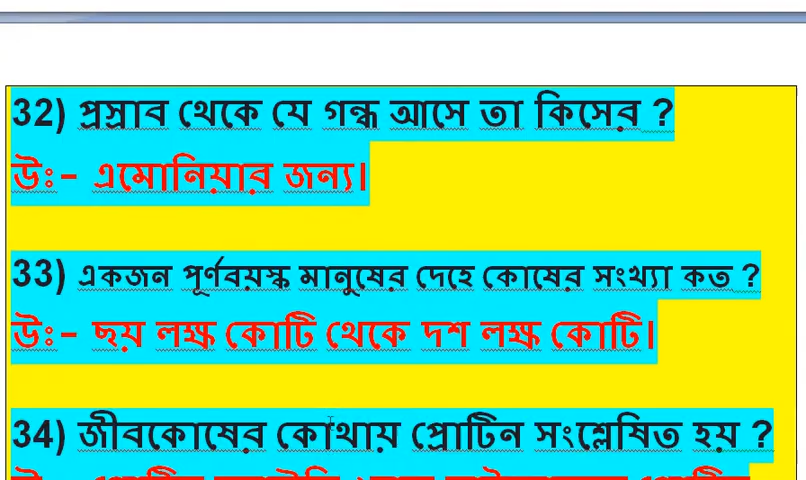 32) প্রস্রাব থেকে যে গন্ধ আসে তা কিসের ?
উঃ- এমোনিয়ার জন্য।
33) একজন পূর্ণবয়স্ক মানুষের দেহে কোষের সংখ্যা কত ?
উঃ- ছয় লক্ষ কোটি থেকে দশ লক্ষ কোটি।
34) জীবকোষের কোথায় প্রোটিন সংশ্লেষিত হয় ?